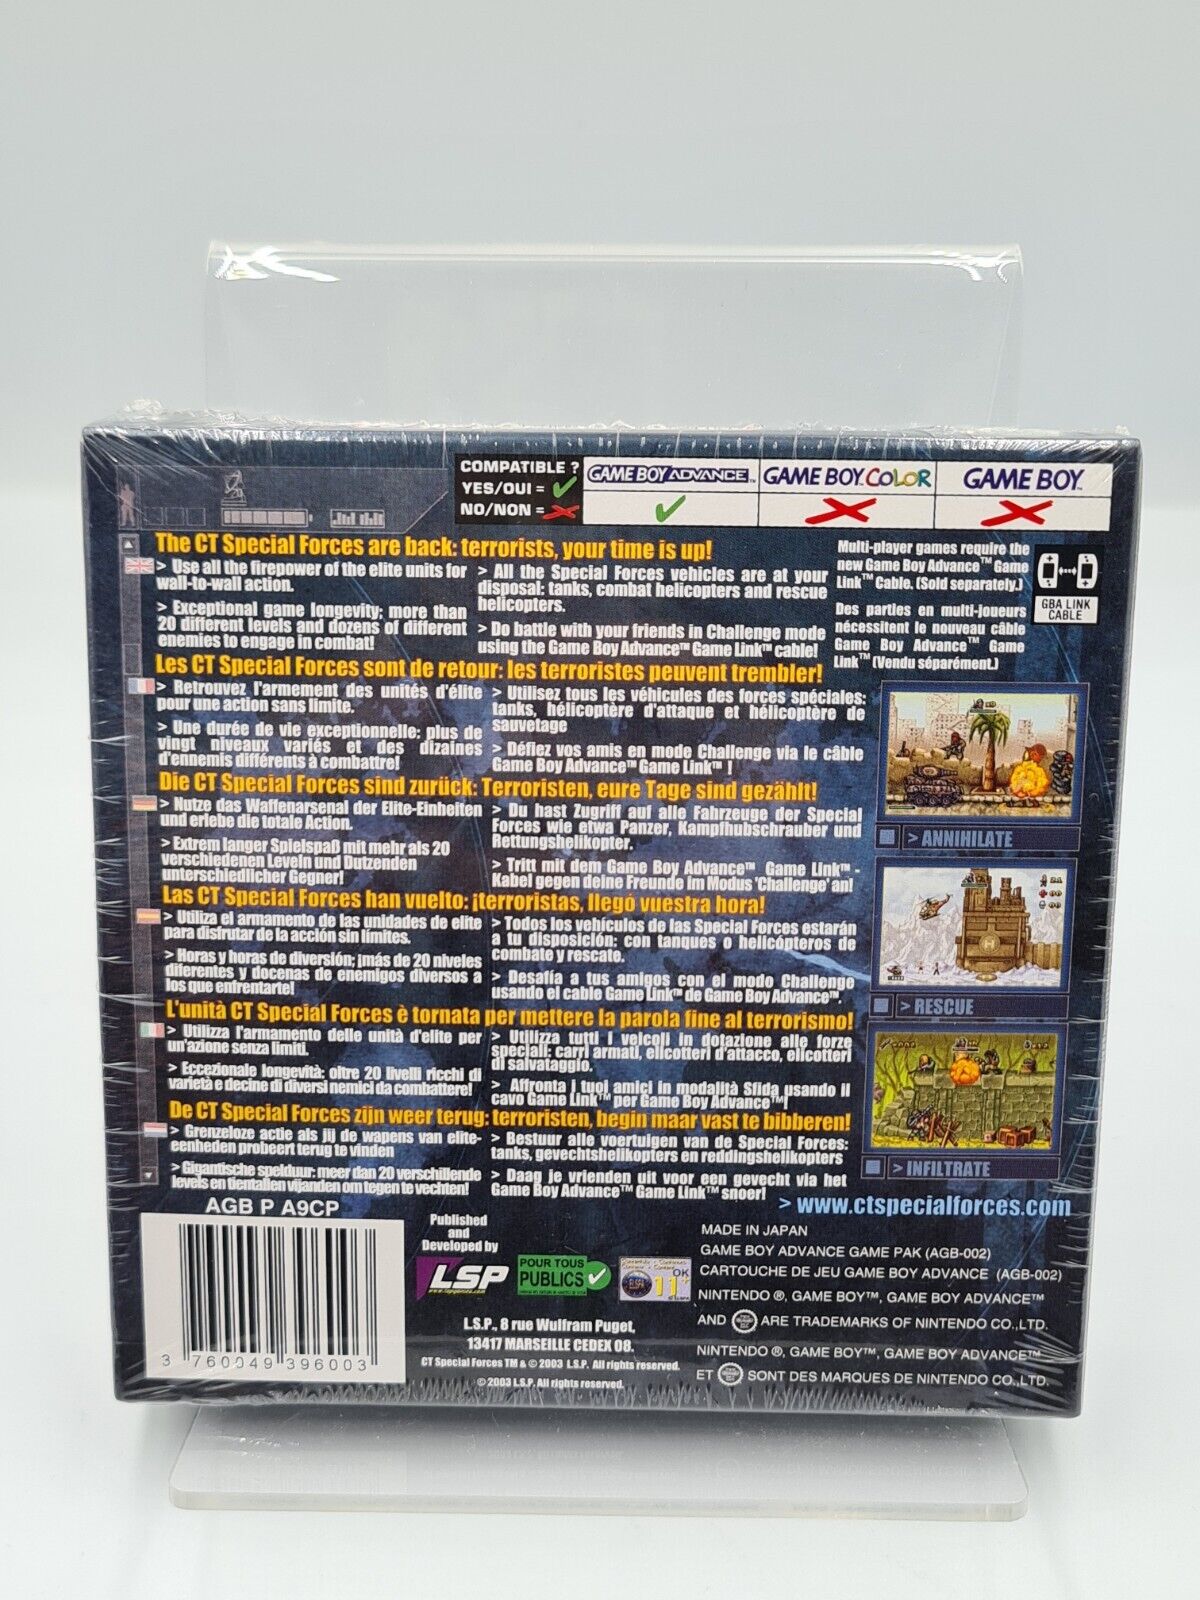 COMPATIBLE ?
YES/OUI =
NO/NON =
GAME BOY ADVANCE™
GAME BOY COLOR
GAME BOY™
The CT Special Forces are back: terrorists, your time is up!
> Use all the firepower of the elite units for
wall-to-wall action.
> Exceptional game longevity; more than
20 different levels and dozens of different
enemies to engage in combat!
> All the Special Forces vehicles are at your
disposal: tanks, combat helicopters and rescue
helicopters.
> Do battle with your friends in Challenge mode
using the Game Boy Advance™ Game Link™ cable!
Multi-player games require the
new Game Boy Advance™ Game
Link™ Cable. (Sold separately.)
Des parties en multi-joueurs
nécessitent le nouveau câble
Game Boy Advance™ Game
Link™ (Vendu séparément.)
GBA LINK
CABLE
Les CT Special Forces sont de retour: les terroristes peuvent trembler!
> Retrouvez l'armement des unités d'élite
pour une action sans limite.
> Une durée de vie exceptionnelle: plus de
vingt niveaux variés et des dizaines
d'ennemis différents à combattre!
> Utilisez tous les véhicules des forces spéciales:
tanks, hélicoptère d'attaque et hélicoptère de
sauvetage
> Défiez vos amis en mode Challenge via le câble
Game Boy Advance™ Game Link™ !
Die CT Special Forces sind zurück: Terroristen, eure Tage sind gezählt!
> Nutze das Waffenarsenal der Elite-Einheiten
und erlebe die totale Action.
> Extrem langer Spielspaß mit mehr als 20
verschiedenen Leveln und Dutzenden
unterschiedlicher Gegner!
> Du hast Zugriff auf alle Fahrzeuge der Special
Forces wie etwa Panzer, Kampfhubschrauber und
Rettungshelikopter.
> Tritt mit dem Game Boy Advance™ Game Link™ -
Kabel gegen deine Freunde im Modus 'Challenge' an!
Las CT Special Forces han vuelto: ¡terroristas, llegó vuestra hora!
> Utiliza el armamento de las unidades de elite
para disfrutar de la acción sin límites.
> Horas y horas de diversión; ¡más de 20 niveles
diferentes y docenas de enemigos diversos a
los que enfrentarte!
> Todos los vehículos de las Special Forces estarán
a tu disposición: con tanques o helicópteros de
combate y rescate.
> Desafía a tus amigos con el modo Challenge
usando el cable Game Link™ de Game Boy Advance™.
L'unità CT Special Forces è tornata per mettere la parola fine al terrorismo!
> Utilizza l'armamento delle unità d'elite per
un'azione senza limiti.
> Eccezionale longevità: oltre 20 livelli ricchi di
varietà e decine di diversi nemici da combattere!
> Utilizza tutti i veicoli in dotazione alle forze
speciali: carri armati, elicotteri d'attacco, elicotteri
di salvataggio.
> Affronta i tuoi amici in modalità Sfida usando il
cavo Game Link™ per Game Boy Advance™!
De CT Special Forces zijn weer terug: terroristen, begin maar vast te bibberen!
> Grenzeloze actie als jij de wapens van elite-
eenheden probeert terug te vinden
> Gigantische spelduur: meer dan 20 verschillende
levels en tientallen vijanden om tegen te vechten!
> Bestuur alle voertuigen van de Special Forces:
tanks, gevechtshelikopters en reddingshelikopters
> Daag je vrienden uit voor een gevecht via het
Game Boy Advance™ Game Link™ snoer!
> ANNIHILATE
> RESCUE
> INFILTRATE
> www.ctspecialforces.com
AGB P A9CP
3 760049 396003
Published
and
Developed by
LSP
POUR TOUS
PUBLICS
ELSPA
11+
OK
L.S.P., 8 rue Wulfram Puget,
13417 MARSEILLE CEDEX 08.
CT Special Forces TM & © 2003 L.S.P. All rights reserved.
© 2003 L.S.P. All rights reserved.
MADE IN JAPAN
GAME BOY ADVANCE GAME PAK (AGB-002)
CARTOUCHE DE JEU GAME BOY ADVANCE (AGB-002)
NINTENDO ®, GAME BOY™, GAME BOY ADVANCE™
AND ARE TRADEMARKS OF NINTENDO CO.,LTD.
NINTENDO ®, GAME BOY™, GAME BOY ADVANCE™
ET SONT DES MARQUES DE NINTENDO CO.,LTD.